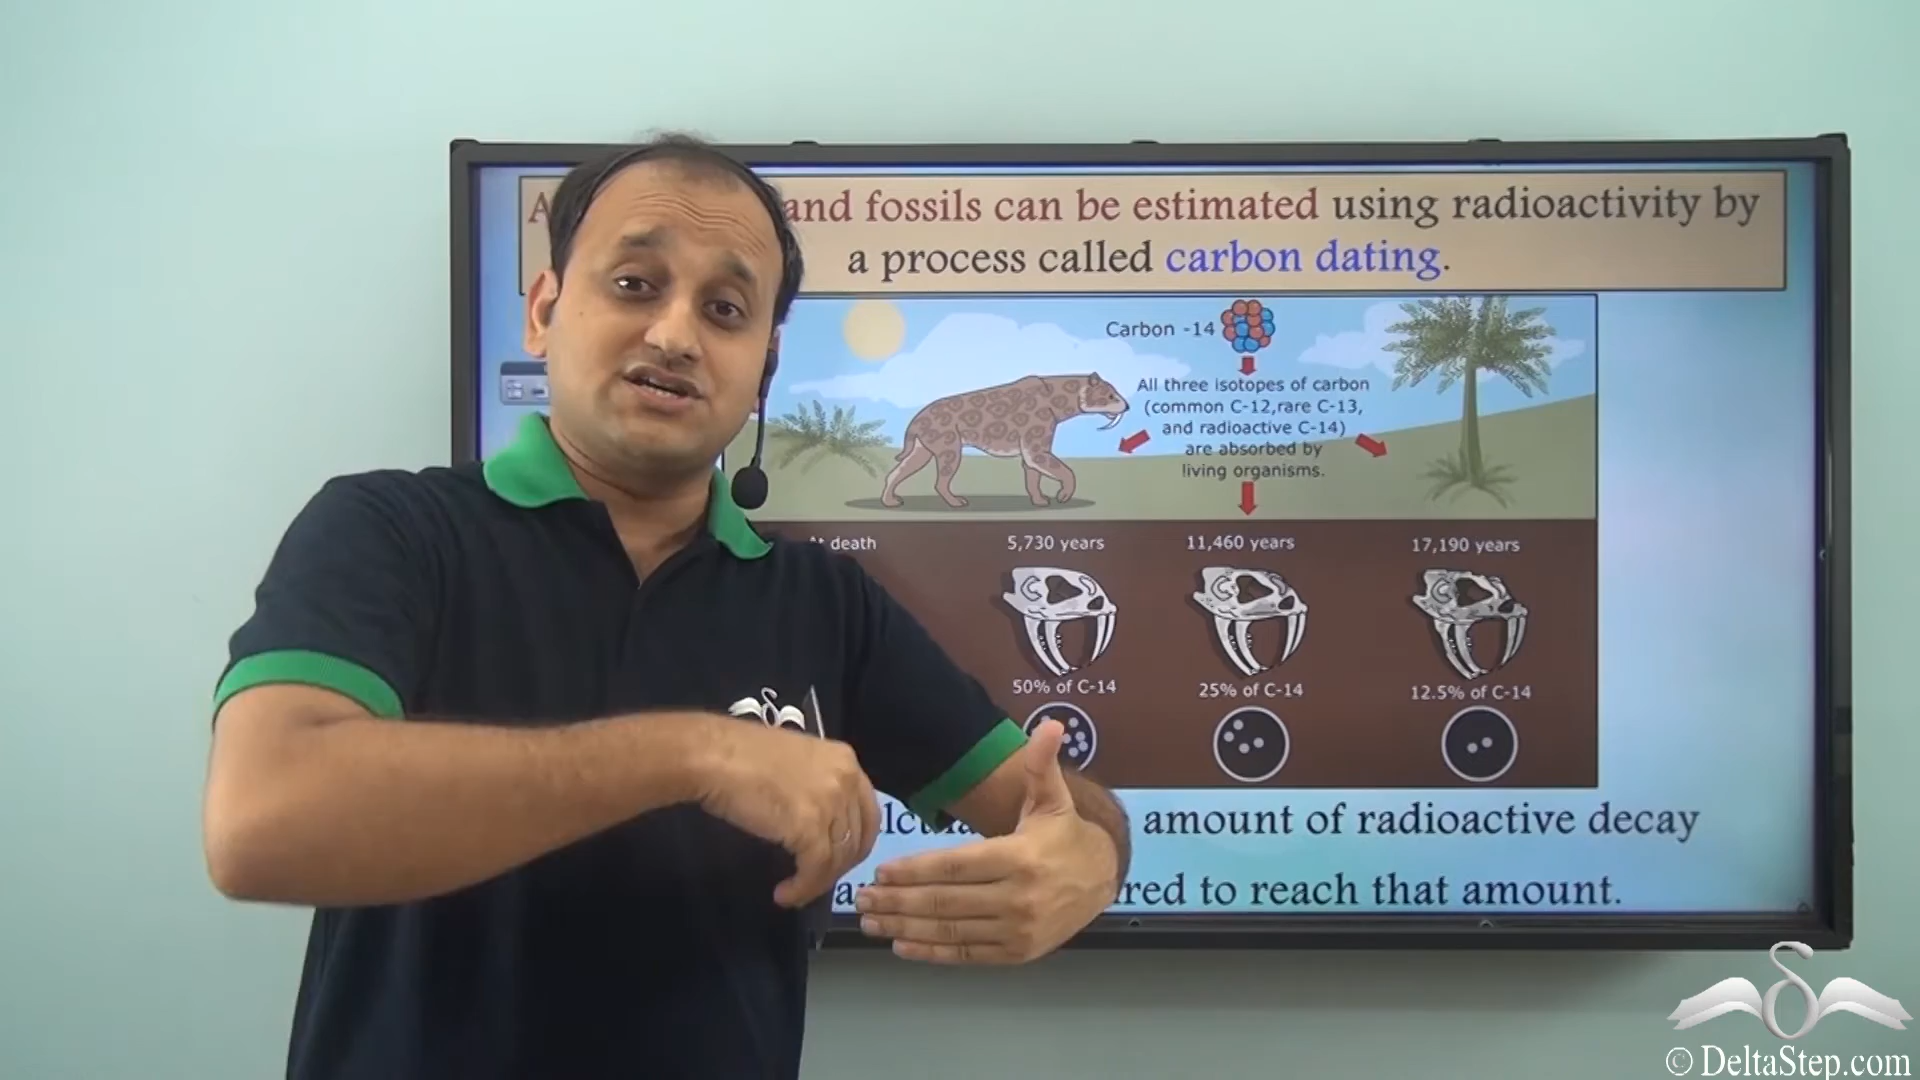 A and fossils can be estimated using radioactivity by
a process called carbon dating.
Carbon -14
All three isotopes of carbon
(common C-12,rare C-13,
and radioactive C-14)
are absorbed by
living organisms.
death
5,730 years
11,460 years
17,190 years
50% of C-14
25% of C-14
12.5% of C-14
amount of radioactive decay
to reach that amount.
© DeltaStep.com